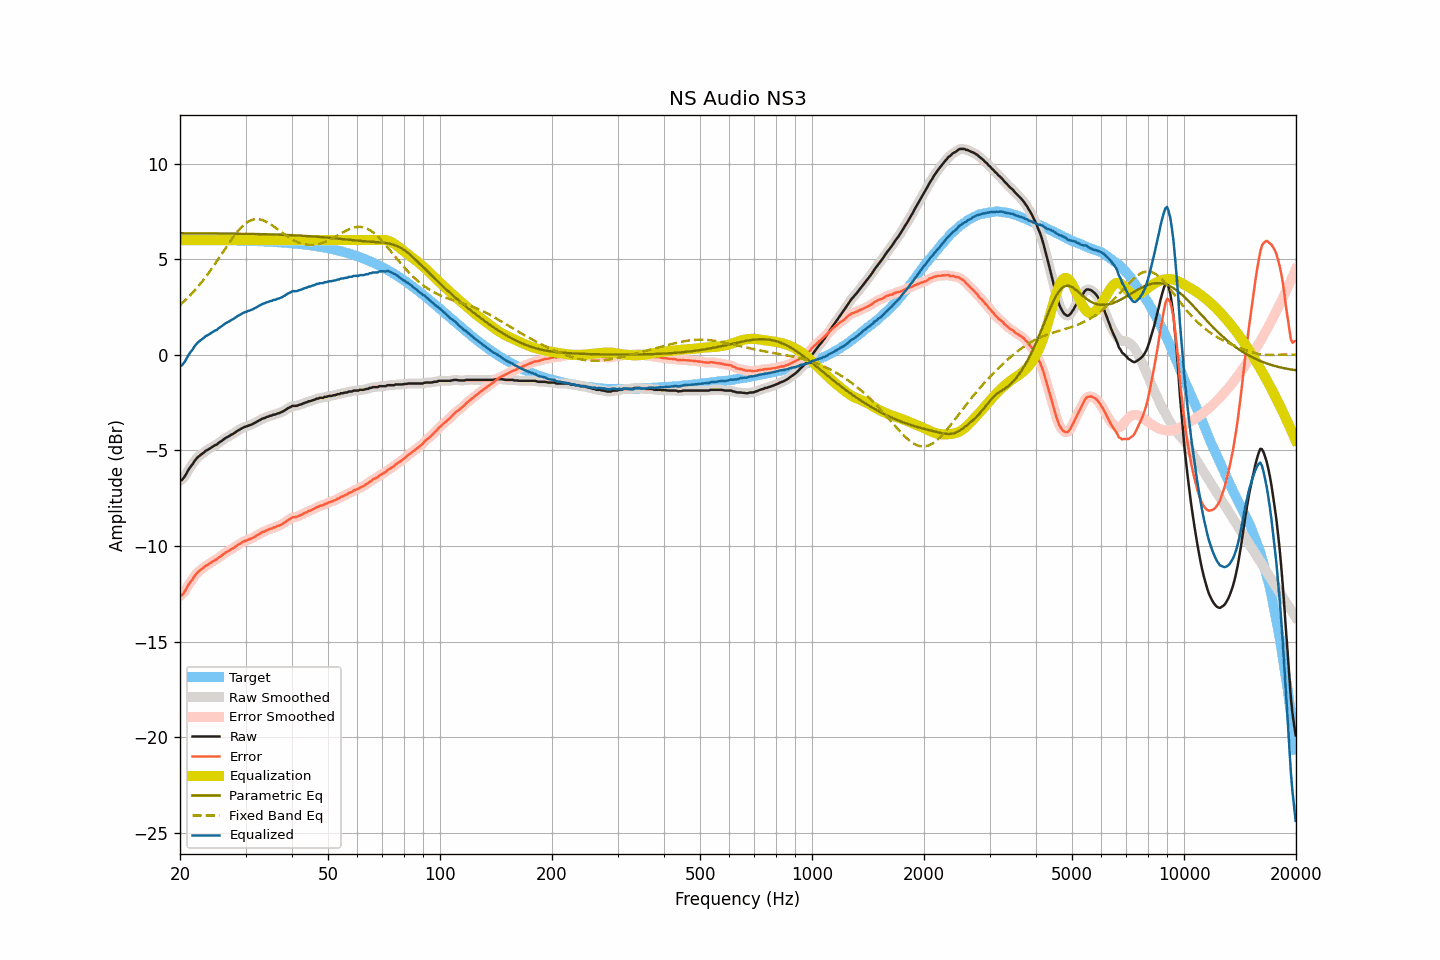 NS Audio NS3
Amplitude (dBr)
10
5
0
−5
−10
−15
−20
−25
Target
Raw Smoothed
Error Smoothed
Raw
Error
Equalization
Parametric Eq
Fixed Band Eq
Equalized
20 50 100 200 500 1000 2000 5000 10000 20000
Frequency (Hz)